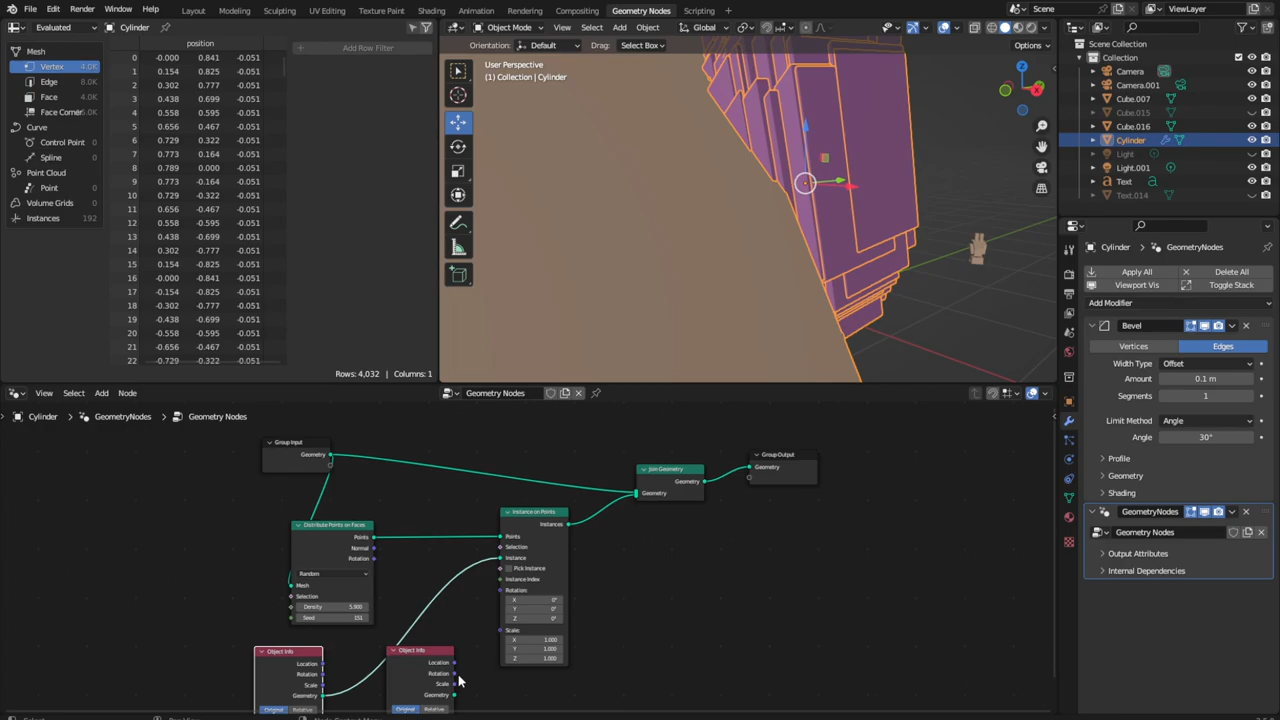 File Edit Render Window Help Layout Modeling Sculpting UV Editing Texture Paint Shading Animation Rendering Compositing Geometry Nodes Scripting Scene ViewLayer
Evaluated Cylinder
Object Mode View Select Add Object Global
Orientation: Default Drag: Select Box Options
Mesh
Vertex 4.0K
Edge 8.0K
Face 4.0K
Face Corner
Curve
Control Point
Spline
Point Cloud
Point
Volume Grids
Instances 192
position
0 -0.000 0.841 -0.051
1 0.154 0.825 -0.051
2 0.302 0.777 -0.051
3 0.438 0.699 -0.051
4 0.558 0.595 -0.051
5 0.656 0.467 -0.051
6 0.729 0.322 -0.051
7 0.773 0.164 -0.051
8 0.789 0.000 -0.051
9 0.773 -0.164 -0.051
10 0.729 -0.322 -0.051
11 0.656 -0.467 -0.051
12 0.558 -0.595 -0.051
13 0.438 -0.699 -0.051
14 0.302 -0.777 -0.051
15 0.154 -0.825 -0.051
16 -0.000 -0.841 -0.051
17 -0.154 -0.825 -0.051
18 -0.302 -0.777 -0.051
19 -0.438 -0.699 -0.051
20 -0.558 -0.595 -0.051
21 -0.656 -0.467 -0.051
22 -0.729 -0.322 -0.051
Add Row Filter
Rows: 4,032 | Columns: 1
User Perspective
(1) Collection | Cylinder
Z
X
Scene Collection
Collection
Camera
Camera.001
Cube.007
Cube.015
Cube.016
Cylinder
Light
Light.001
Text
Text.014
Cylinder GeometryNodes
Apply All Delete All
Viewport Vis Toggle Stack
Add Modifier
Bevel
Vertices Edges
Width Type Offset
Amount 0.1 m
Segments 1
Limit Method Angle
Angle 30°
Profile
Geometry
Shading
GeometryNodes
Geometry Nodes
Output Attributes
Internal Dependencies
View Select Add Node Geometry Nodes
Cylinder GeometryNodes Geometry Nodes
Group Input
Geometry
Distribute Points on Faces
Points
Normal
Rotation
Random
Mesh
Selection
Density 5.900
Seed 151
Instance on Points
Instances
Points
Selection
Instance
Pick Instance
Instance Index
Rotation:
X 0°
Y 0°
Z 0°
Scale:
X 1.000
Y 1.000
Z 1.000
Join Geometry
Geometry
Geometry
Group Output
Geometry
Object Info
Location
Rotation
Scale
Geometry
Original Relative
Object Info
Location
Rotation
Scale
Geometry
Original Relative